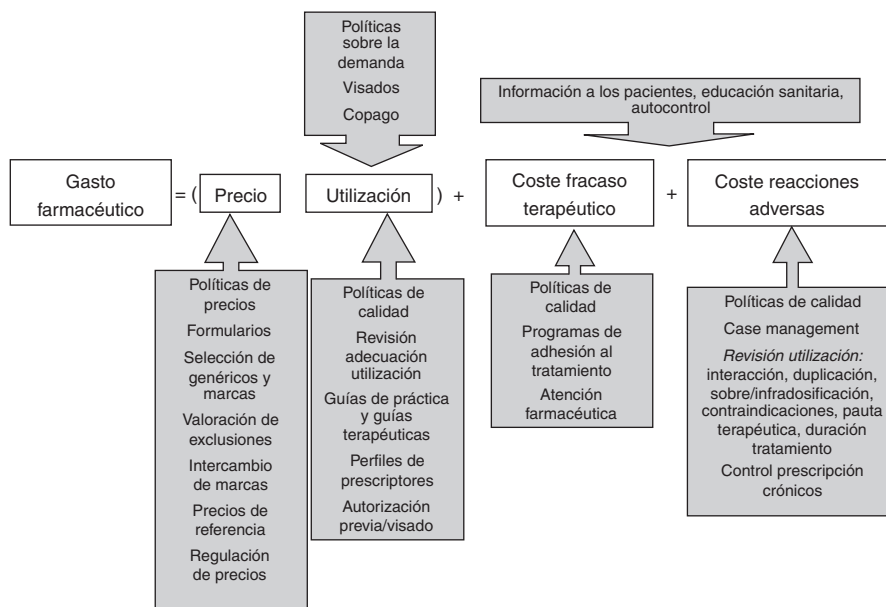 Políticas
sobre la
demanda
Visados
Copago
Información a los pacientes, educación sanitaria,
autocontrol
Gasto
farmacéutico
= (
Precio
Utilización
) +
Coste fracaso
terapéutico
+
Coste reacciones
adversas
Políticas de
precios
Formularios
Selección de
genéricos y
marcas
Valoración de
exclusiones
Intercambio
de marcas
Precios de
referencia
Regulación
de precios
Políticas de
calidad
Revisión
adecuación
utilización
Guías de práctica
y guías
terapéuticas
Perfiles de
prescriptores
Autorización
previa/visado
Políticas de
calidad
Programas de
adhesión al
tratamiento
Atención
farmacéutica
Políticas de calidad
Case management
Revisión utilización:
interacción, duplicación,
sobre/infradosificación,
contraindicaciones, pauta
terapéutica, duración
tratamiento
Control prescripción
crónicos